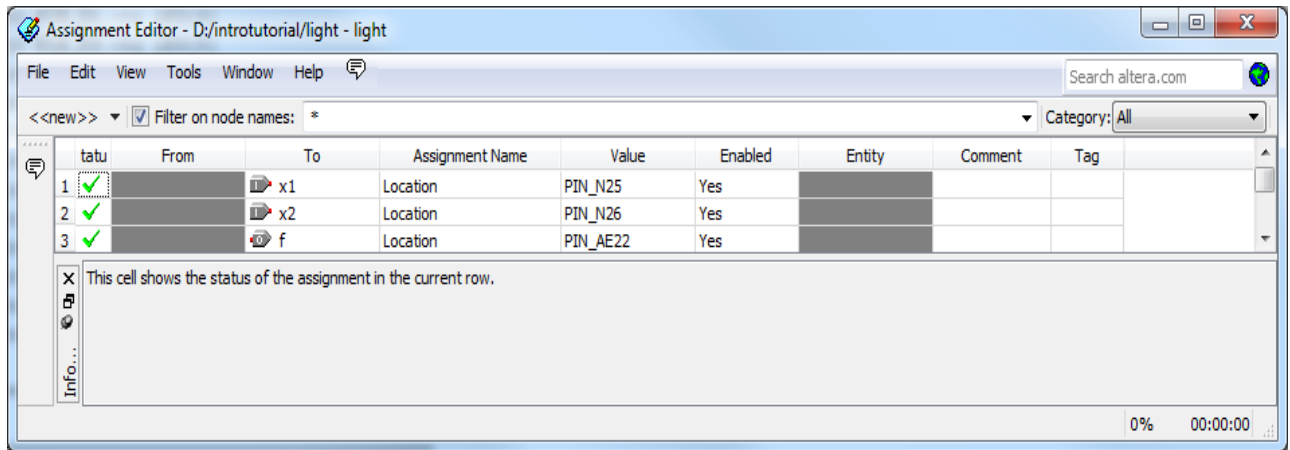 Assignment Editor - D:/introtutorial/light - light
File Edit View Tools Window Help Search altera.com
<<new>> Filter on node names: * Category: All
tatu From To Assignment Name Value Enabled Entity Comment Tag
1 x1 Location PIN_N25 Yes
2 x2 Location PIN_N26 Yes
3 f Location PIN_AE22 Yes
This cell shows the status of the assignment in the current row.
Info...
0% 00:00:00